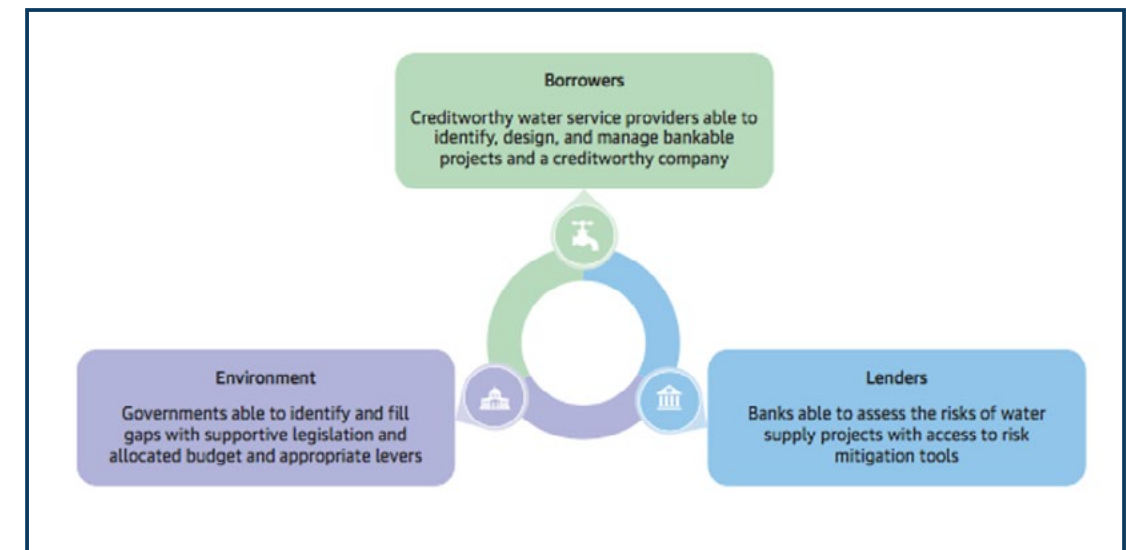 Borrowers
Creditworthy water service providers able to
identify, design, and manage bankable
projects and a creditworthy company
Environment
Governments able to identify and fill
gaps with supportive legislation and
allocated budget and appropriate levers
Lenders
Banks able to assess the risks of water
supply projects with access to risk
mitigation tools